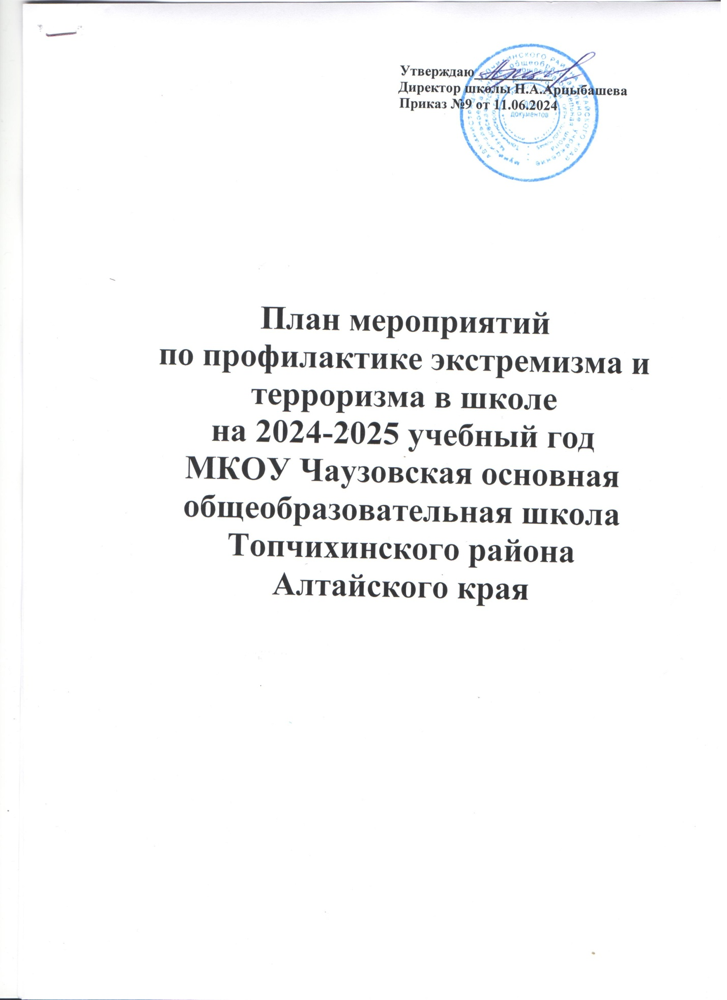 Утверждаю
Директор школы Н.А.Арцыбашева
Приказ №9 от 11.06.2024
документов
План мероприятий
по профилактике экстремизма и
терроризма в школе
на 2024-2025 учебный год
МКОУ Чаузовская основная
общеобразовательная школа
Топчихинского района
Алтайского края